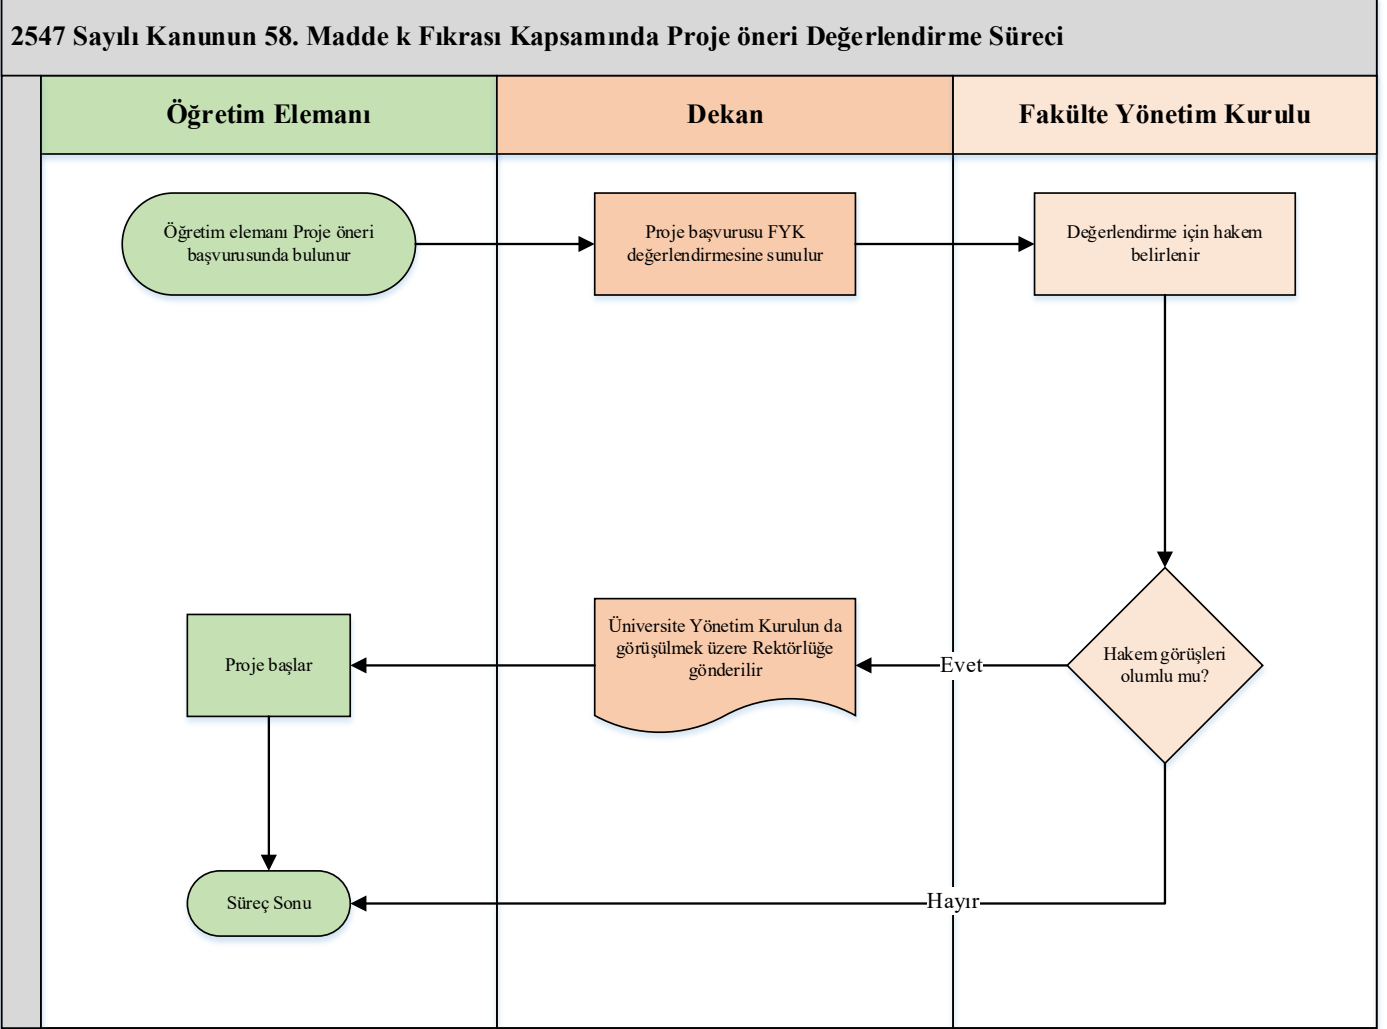 2547 Sayılı Kanunun 58. Madde k Fıkrası Kapsamında Proje öneri Değerlendirme Süreci
Öğretim Elemanı
Dekan
Fakülte Yönetim Kurulu
Öğretim elemanı Proje öneri
başvurusunda bulunur
Proje başvurusu FYK
değerlendirmesine sunulur
Değerlendirme için hakem
belirlenir
Hakem görüşleri
olumlu mu?
Evet
Üniversite Yönetim Kurulun da
görüşülmek üzere Rektörlüğe
gönderilir
Proje başlar
Hayır
Süreç Sonu